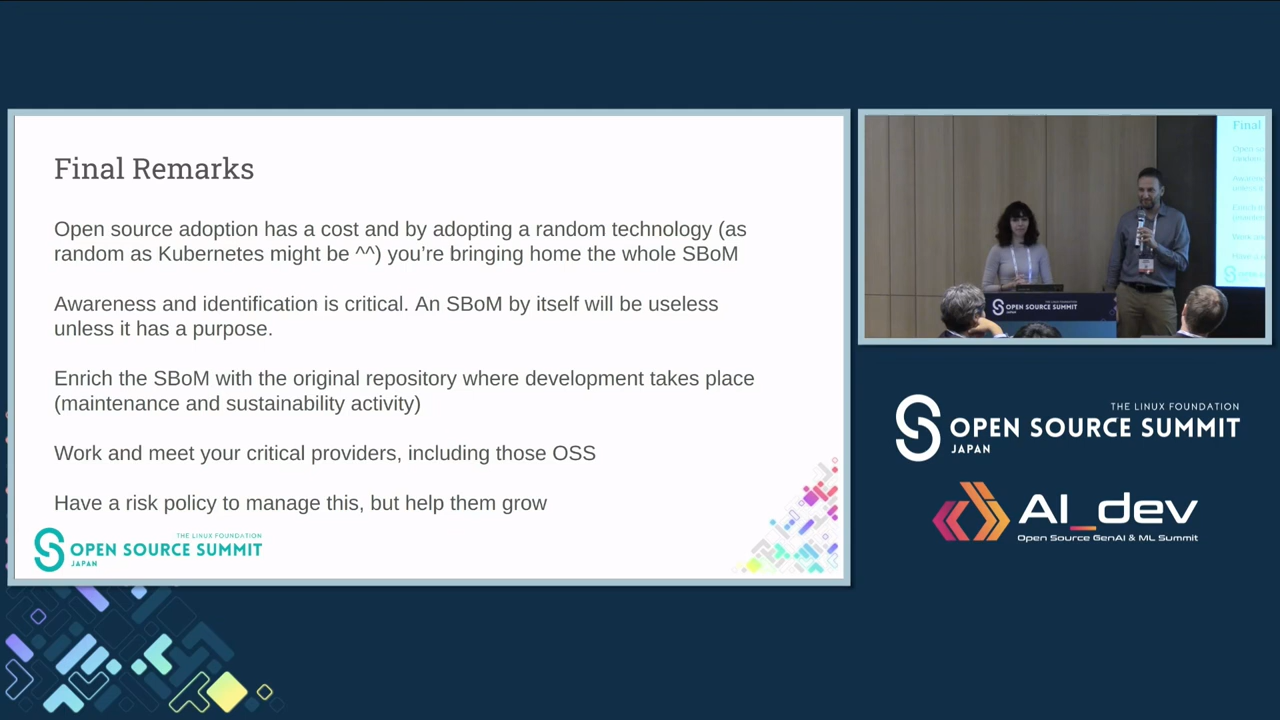 Final Remarks
Open source adoption has a cost and by adopting a random technology (as
random as Kubernetes might be ^^) you’re bringing home the whole SBoM
Awareness and identification is critical. An SBoM by itself will be useless
unless it has a purpose.
Enrich the SBoM with the original repository where development takes place
(maintenance and sustainability activity)
Work and meet your critical providers, including those OSS
Have a risk policy to manage this, but help them grow
THE LINUX FOUNDATION
OPEN SOURCE SUMMIT
JAPAN
Final
OPEN SOURCE SUMMIT
THE LINUX FOUNDATION
OPEN SOURCE SUMMIT
JAPAN
AI_dev
Open Source GenAI & ML Summit